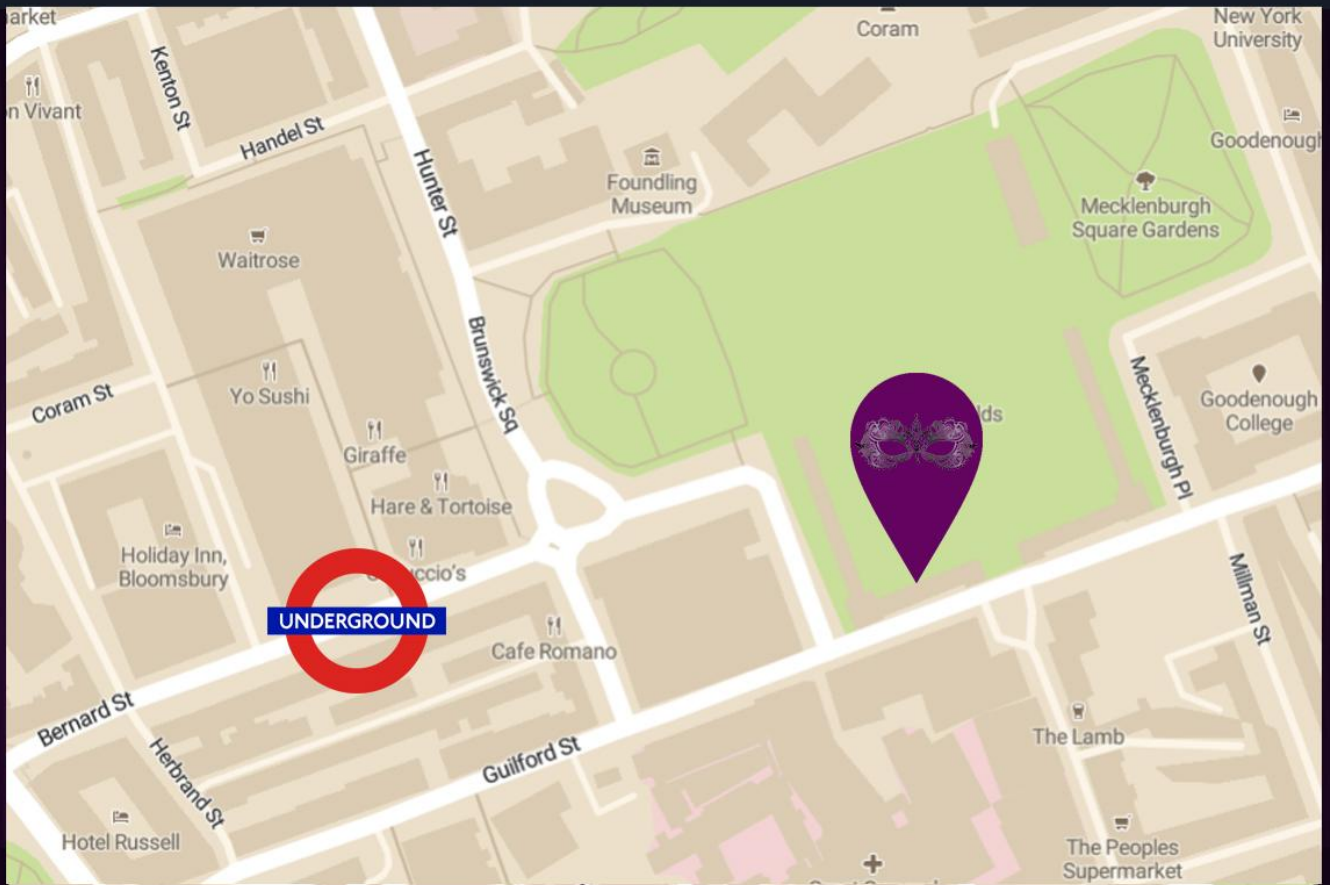 arket
Coram
New York
University
Kenton St
n Vivant
Handel St
Goodenough
Hunter St
Foundling
Museum
Mecklenburgh
Square Gardens
Waitrose
Brunswick Sq
Yo Sushi
Coram St
Mecklenburgh Pl
Goodenough
College
lds
Giraffe
Hare & Tortoise
Holiday Inn,
Bloomsbury
uccio's
UNDERGROUND
Millman St
Cafe Romano
Bernard St
The Lamb
Herbrand St
Guilford St
Hotel Russell
The Peoples
Supermarket